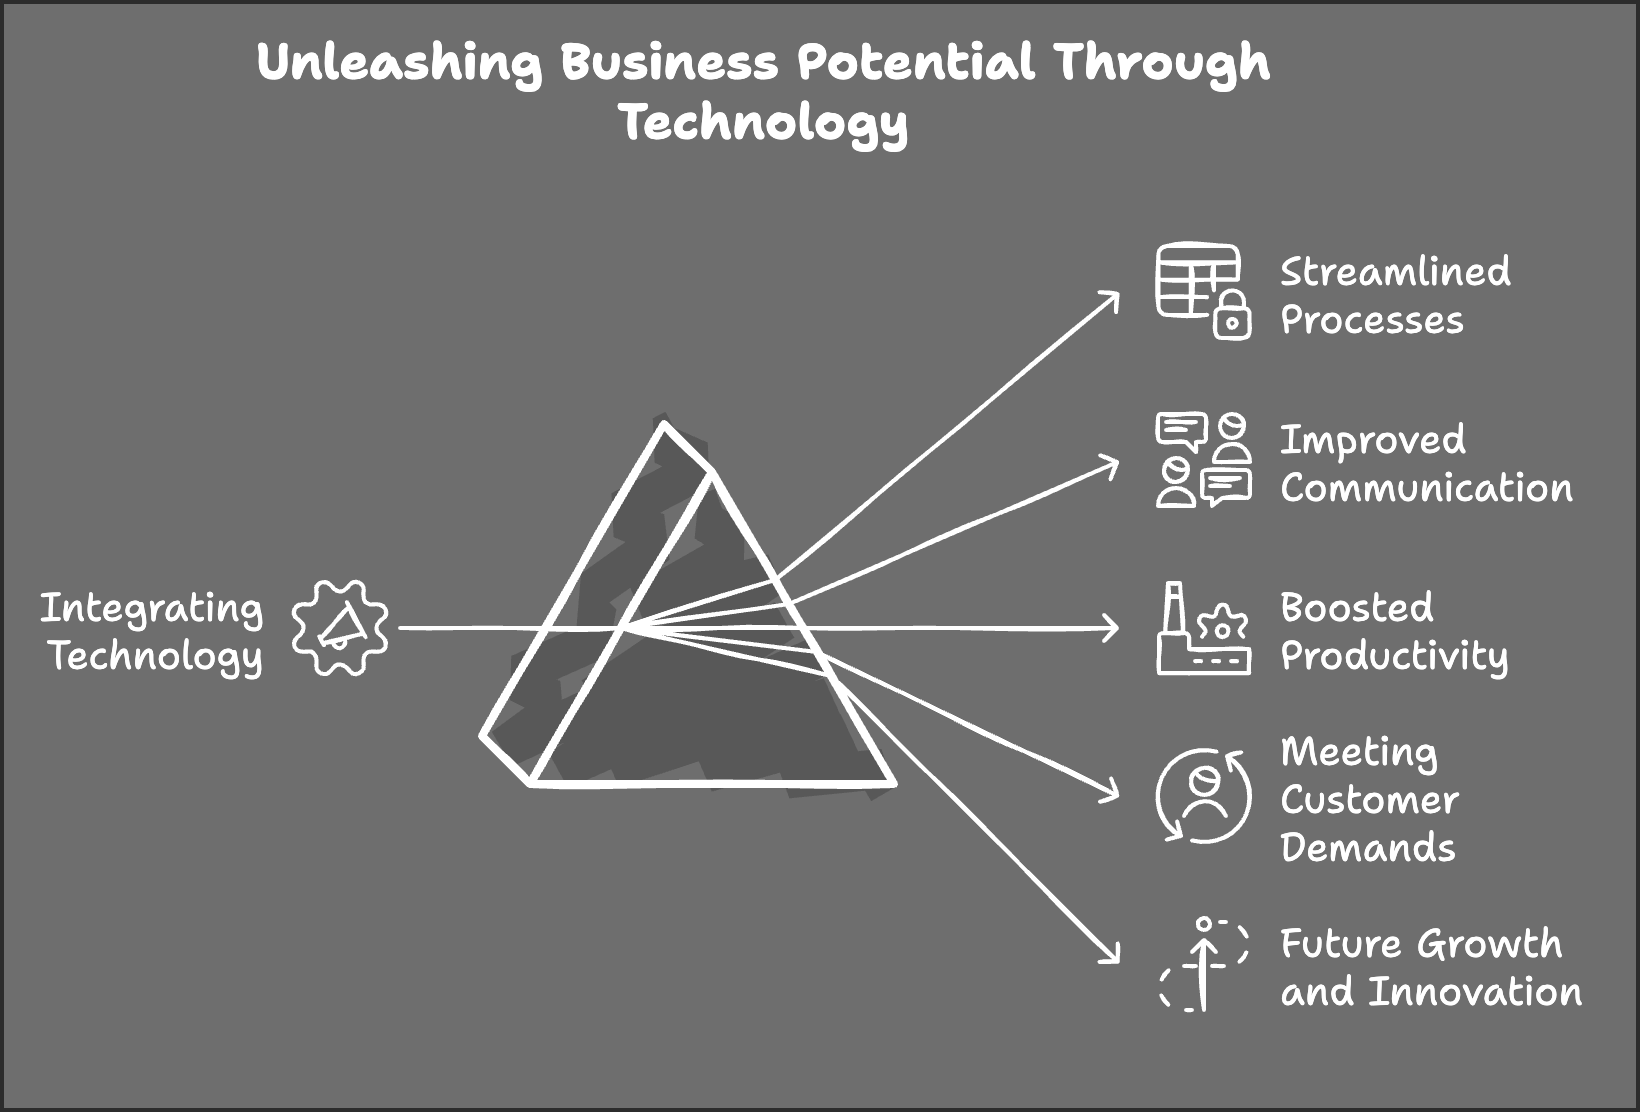 Unleashing Business Potential Through
Technology
Integrating
Technology
Streamlined
Processes
Improved
Communication
Boosted
Productivity
Meeting
Customer
Demands
Future Growth
and Innovation